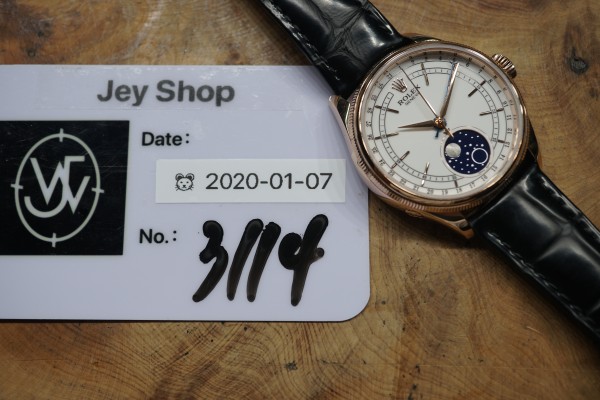 Jey Shop
Date:
2020-01-07
No.:
3114
ROLEX